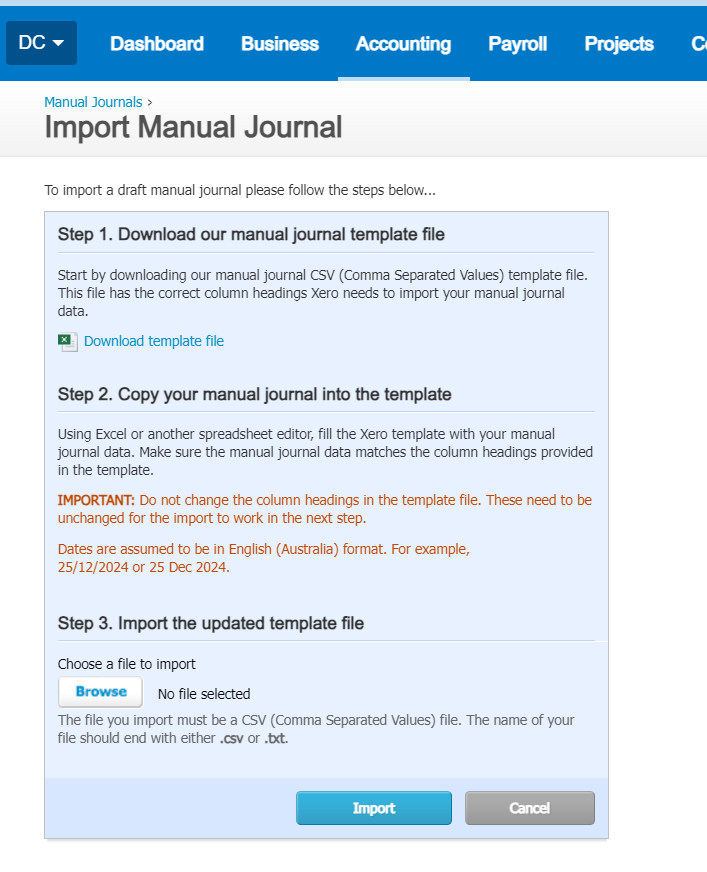 DC Dashboard Business Accounting Payroll Projects
Manual Journals ›
Import Manual Journal
To import a draft manual journal please follow the steps below...
Step 1. Download our manual journal template file
Start by downloading our manual journal CSV (Comma Separated Values) template file.
This file has the correct column headings Xero needs to import your manual journal
data.
Download template file
Step 2. Copy your manual journal into the template
Using Excel or another spreadsheet editor, fill the Xero template with your manual
journal data. Make sure the manual journal data matches the column headings provided
in the template.
IMPORTANT: Do not change the column headings in the template file. These need to be
unchanged for the import to work in the next step.
Dates are assumed to be in English (Australia) format. For example,
25/12/2024 or 25 Dec 2024.
Step 3. Import the updated template file
Choose a file to import
Browse No file selected
The file you import must be a CSV (Comma Separated Values) file. The name of your
file should end with either .csv or .txt.
Import Cancel